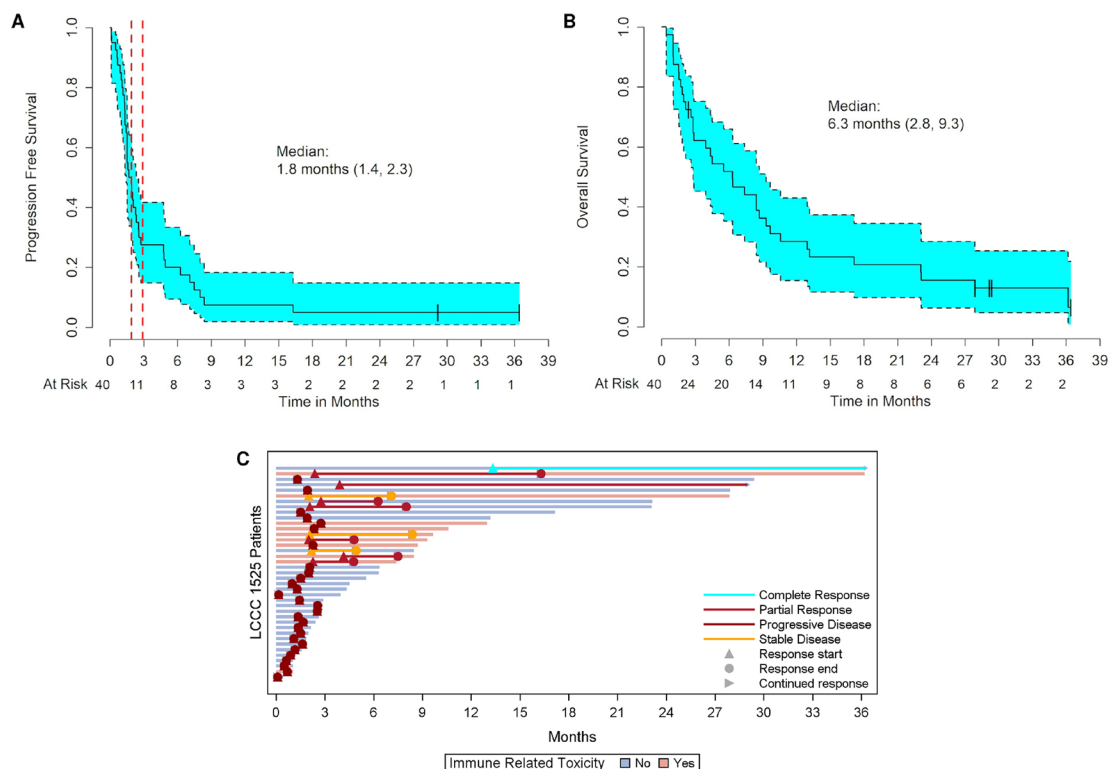 A
Progression Free Survival
1.0
0.8
0.6
0.4
0.2
0.0
Median:
1.8 months (1.4, 2.3)
0 3 6 9 12 15 18 21 24 27 30 33 36 39
At Risk 40 11 8 3 3 3 2 2 2 2 1 1 1
Time in Months
B
Overall Survival
1.0
0.8
0.6
0.4
0.2
0.0
Median:
6.3 months (2.8, 9.3)
0 3 6 9 12 15 18 21 24 27 30 33 36 39
At Risk 40 24 20 14 11 9 8 8 6 6 2 2 2
Time in Months
C
LCCC 1525 Patients
Complete Response
Partial Response
Progressive Disease
Stable Disease
Response start
Response end
Continued response
0 3 6 9 12 15 18 21 24 27 30 33 36
Months
Immune Related Toxicity No Yes